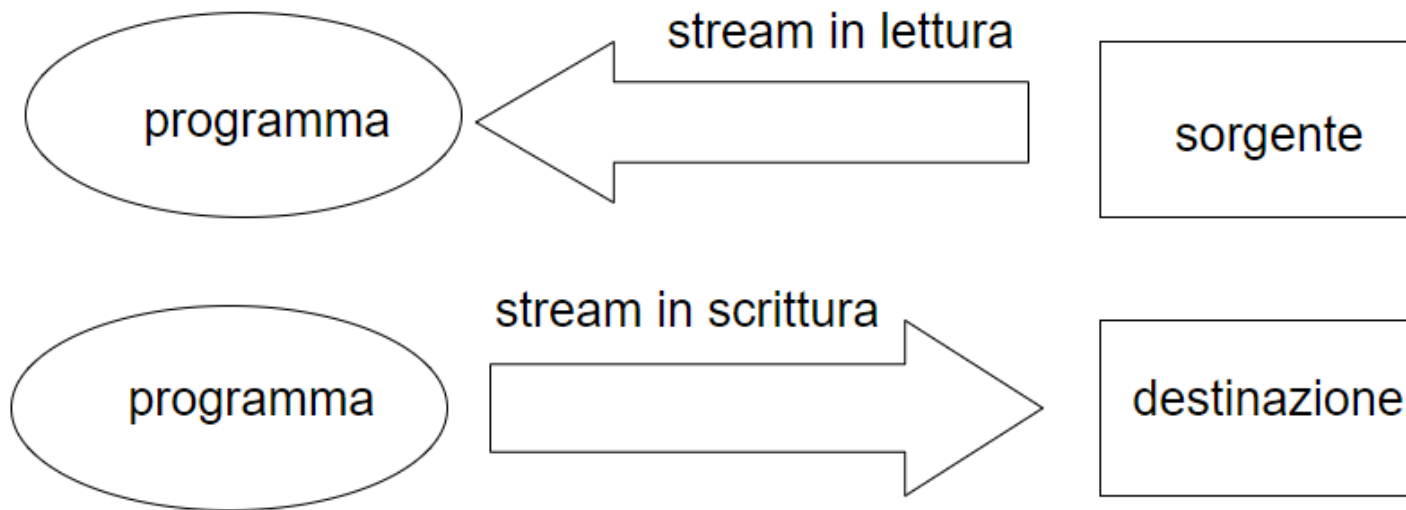 stream in lettura
programma
sorgente
stream in scrittura
programma
destinazione